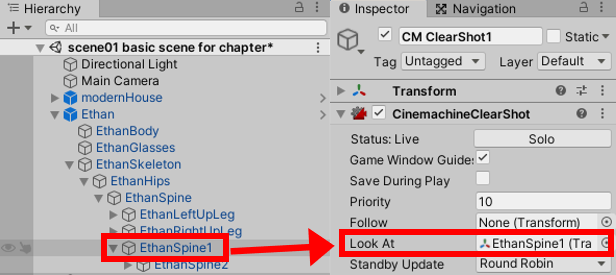 Hierarchy
All
scene01 basic scene for chapter*
Directional Light
Main Camera
modernHouse
Ethan
EthanBody
EthanGlasses
EthanSkeleton
EthanHips
EthanSpine
EthanLeftUpLeg
EthanRightUpLeg
EthanSpine1
EthanSpine2
Inspector
Navigation
CM ClearShot1
Static
Tag Untagged Layer Default
Transform
CinemachineClearShot
Status: Live Solo
Game Window Guides
Save During Play
Priority 10
Follow None (Transform)
Look At EthanSpine1 (Tra
Standby Update Round Robin